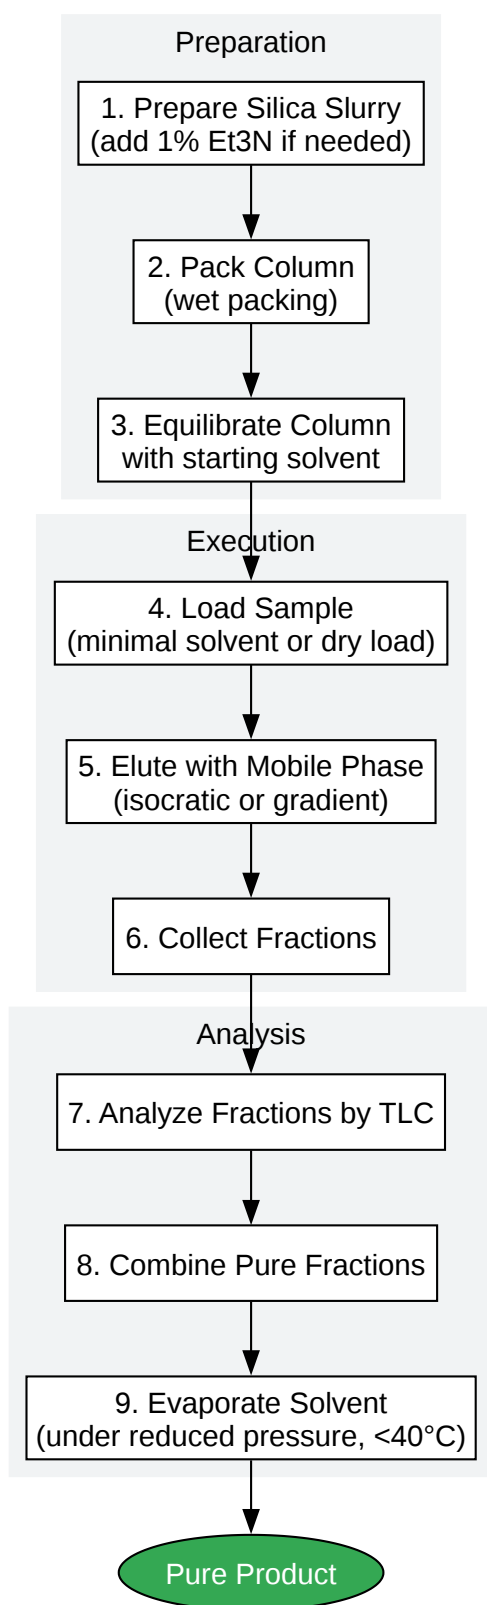 Preparation
1. Prepare Silica Slurry
(add 1% Et3N if needed)
2. Pack Column
(wet packing)
3. Equilibrate Column
with starting solvent
Execution
4. Load Sample
(minimal solvent or dry load)
5. Elute with Mobile Phase
(isocratic or gradient)
6. Collect Fractions
Analysis
7. Analyze Fractions by TLC
8. Combine Pure Fractions
9. Evaporate Solvent
(under reduced pressure, <40°C)
Pure Product